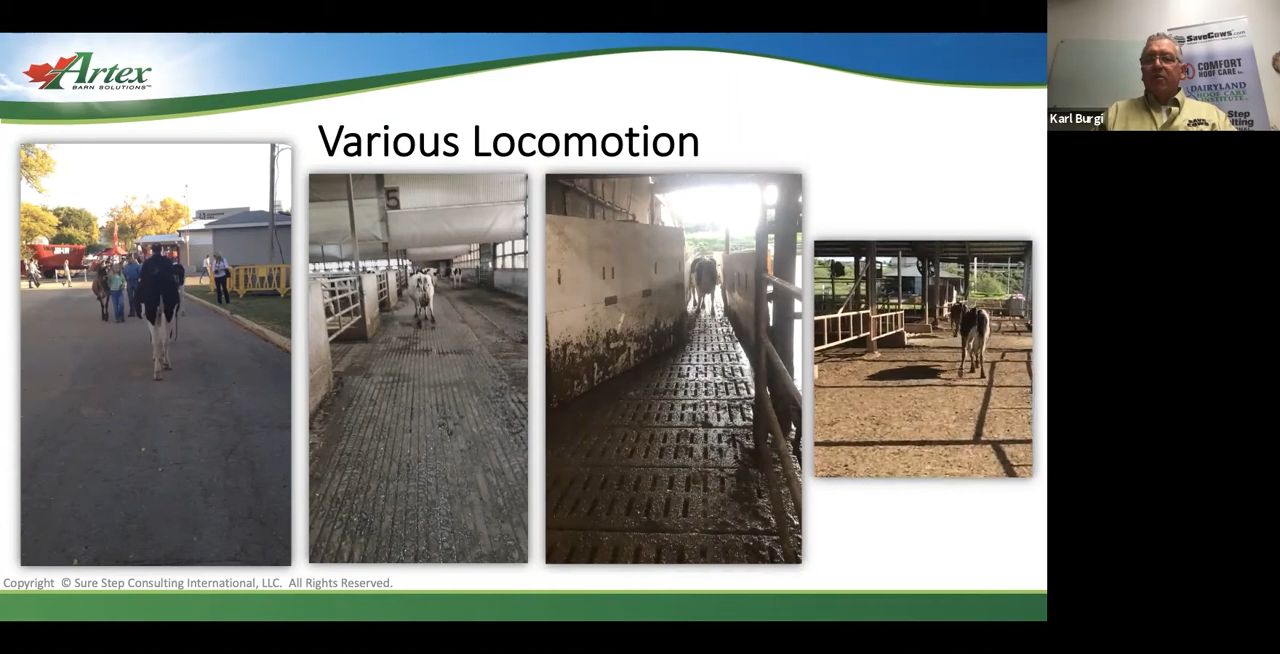 Artex
BARN SOLUTIONS™
Various Locomotion
5
Copyright © Sure Step Consulting International, LLC. All Rights Reserved.
SaveCows.com
COMFORT
HOOF CARE
DAIRYLAND
HOOF CARE
INSTITUTE
Step
Karl Burgi